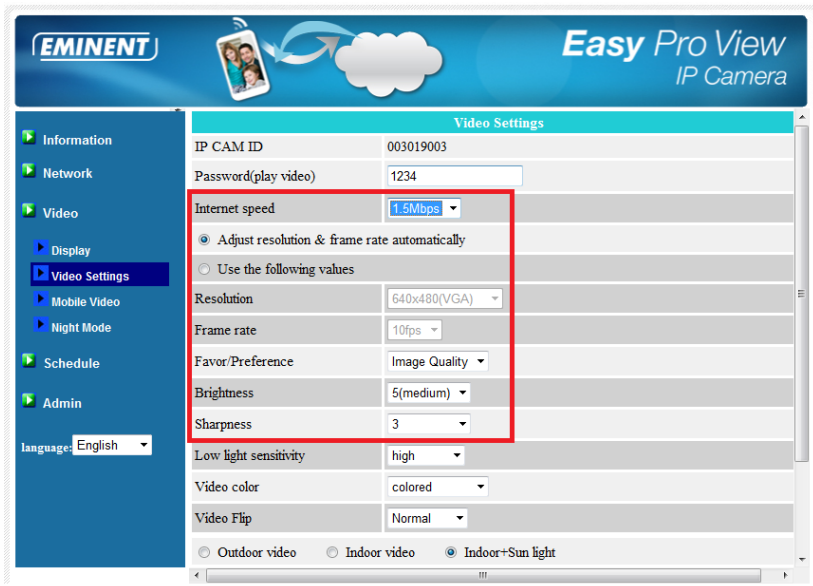 EMINENT
Easy Pro View
IP Camera
Information
Network
Video
Display
Video Settings
Mobile Video
Night Mode
Schedule
Admin
language: English
Video Settings
IP CAM ID 003019003
Password(play video) 1234
Internet speed 1.5Mbps
Adjust resolution & frame rate automatically
Use the following values
Resolution 640x480(VGA)
Frame rate 10fps
Favor/Preference Image Quality
Brightness 5(medium)
Sharpness 3
Low light sensitivity high
Video color colored
Video Flip Normal
Outdoor video Indoor video Indoor+Sun light